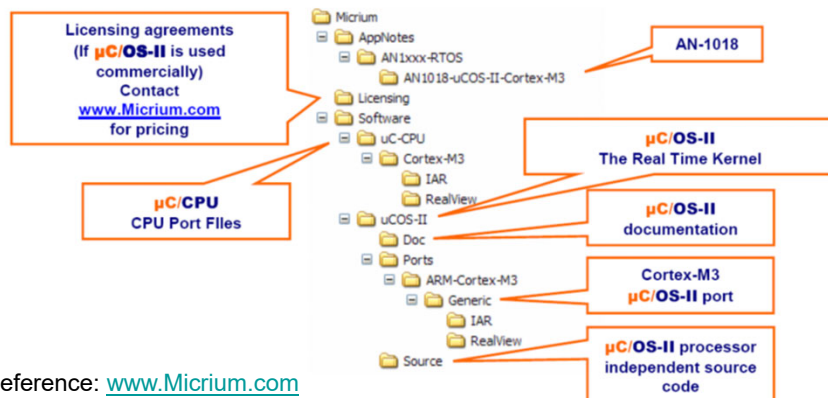 Licensing agreements
(If µC/OS-II is used
commercially)
Contact
www.Micrium.com
for pricing
µC/CPU
CPU Port FIles
Micrium
AppNotes
AN1xxx-RTOS
AN1018-uCOS-II-Cortex-M3
Licensing
Software
uC-CPU
Cortex-M3
IAR
RealView
uCOS-II
Doc
Ports
ARM-Cortex-M3
Generic
IAR
RealView
Source
AN-1018
µC/OS-II
The Real Time Kernel
µC/OS-II
documentation
Cortex-M3
µC/OS-II port
µC/OS-II processor
independent source
code
eference: www.Micrium.com